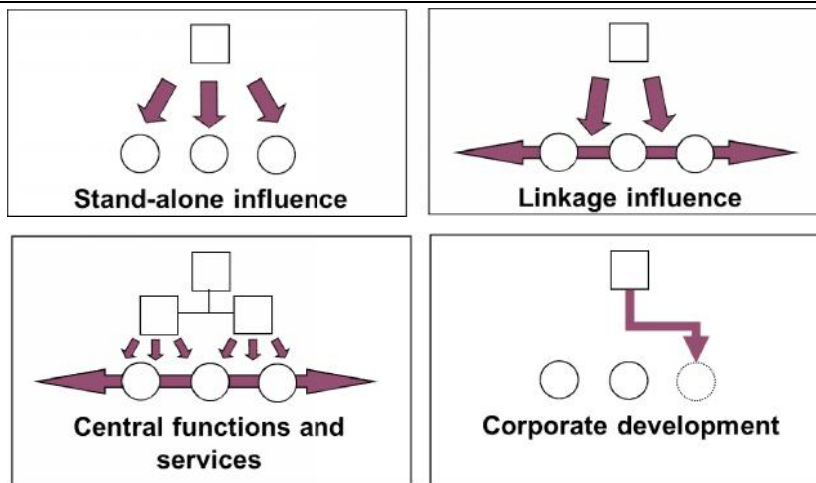 Stand-alone influence
Linkage influence
Central functions and
services
Corporate development